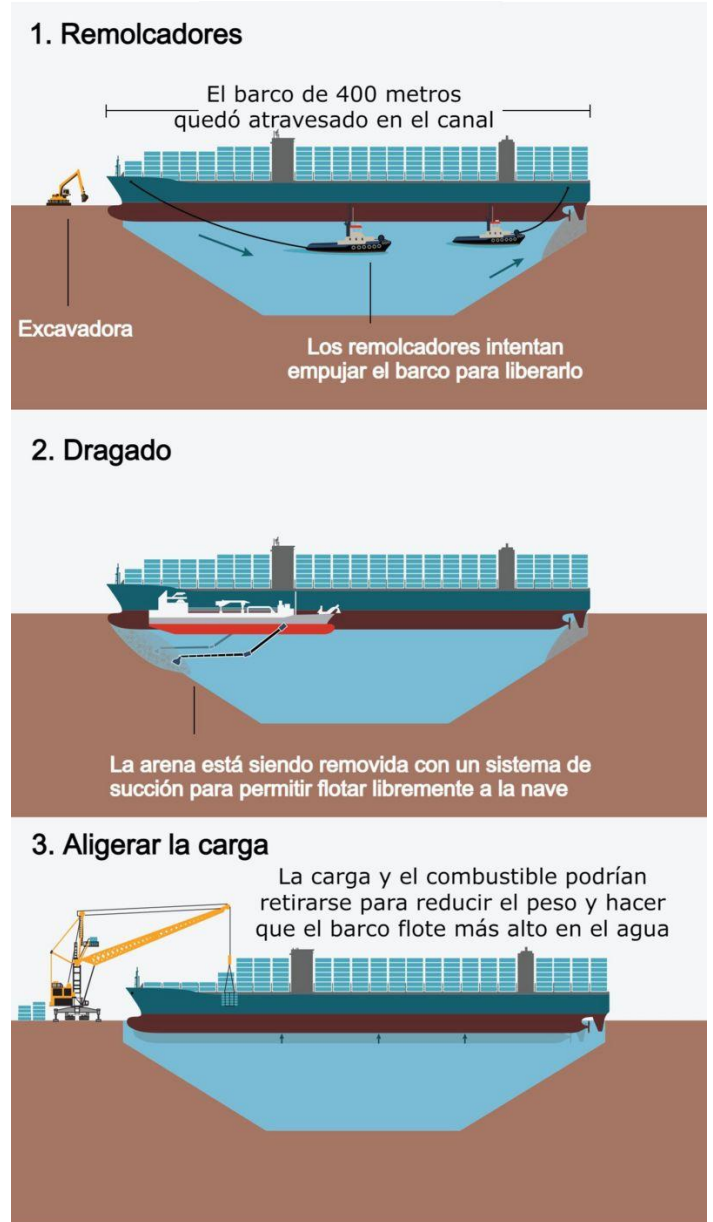 1. Remolcadores
El barco de 400 metros
quedó atravesado en el canal
Excavadora
Los remolcadores intentan
empujar el barco para liberarlo
2. Dragado
La arena está siendo removida con un sistema de
succión para permitir flotar libremente a la nave
3. Aligerar la carga
La carga y el combustible podrían
retirarse para reducir el peso y hacer
que el barco flote más alto en el agua